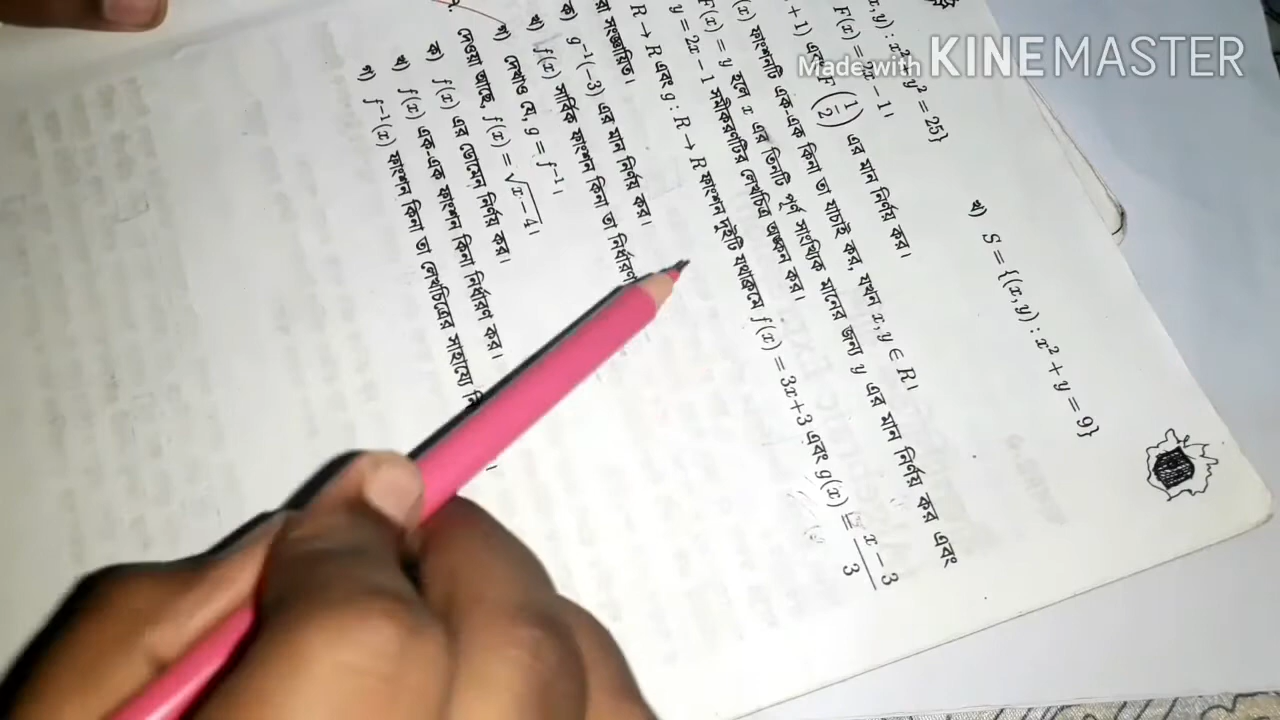 Made with KINEMASTER
x, y) : x² + y² = 25}
খ) S = {(x, y) : x² + y = 9}
F(x) = 2x − 1।
+ 1) এবং F(1/2) এর মান নির্ণয় কর।
(x) ফাংশনটি এক-এক কিনা তা যাচাই কর, যখন x, y ∈ R।
F(x) = y হলে x এর তিনটি পূর্ণ সাংখ্যিক মানের জন্য y এর মান নির্ণয় কর এবং
y = 2x − 1 সমীকরণটির লেখচিত্র অঙ্কন কর।
R → R এবং g : R → R ফাংশন দুইটি যথাক্রমে f(x) = 3x+3 এবং g(x) = x − 3 / 3
রা সংজ্ঞায়িত।
ক) g⁻¹(−3) এর মান নির্ণয় কর।
খ) f(x) সার্বিক ফাংশন কিনা তা নির্ধারণ
গ) দেখাও যে, g = f⁻¹।
দেওয়া আছে, f(x) = √x − 4।
ক) f(x) এর ডোমেন নির্ণয় কর।
খ) f(x) এক-এক ফাংশন কিনা নির্ধারণ কর।
গ) f⁻¹(x) ফাংশন কিনা তা লেখচিত্রের সাহায্যে